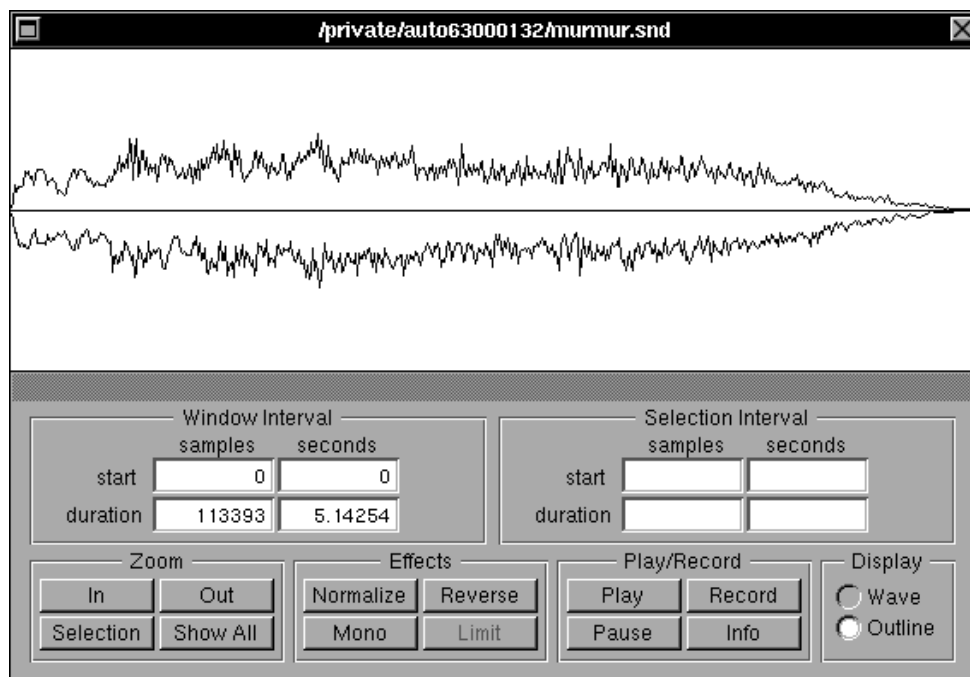 /private/auto63000132/murmur.snd
Window Interval
samples seconds
start 0 0
duration 113393 5.14254
Selection Interval
samples seconds
start
duration
Zoom
In Out
Selection Show All
Effects
Normalize Reverse
Mono Limit
Play/Record
Play Record
Pause Info
Display
Wave
Outline